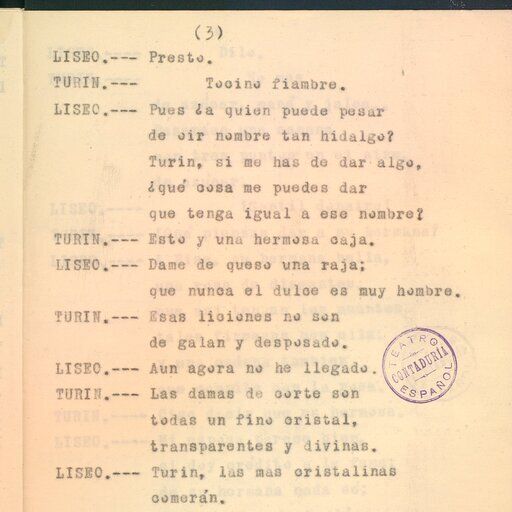 (3)
LISEO.--- Presto.
TURIN.--- Tocino fiambre.
LISEO.--- Pues ¿a quien puede pesar
de oir nombre tan hidalgo?
Turin, si me has de dar algo,
¿qué cosa me puedes dar
que tenga igual a ese nombre?
TURIN.--- Esto y una hermosa caja.
LISEO.--- Dame de queso una raja;
que nunca el dulce es muy hombre.
TURIN.--- Esas liciones no son
de galan y desposado.
LISEO.--- Aun agora no he llegado.
TURIN.--- Las damas de corte son
todas un fino cristal,
transparentes y divinas.
LISEO.--- Turin, las mas cristalinas
comerán.
TEATRO
CONTADURÍA
ESPAÑOL